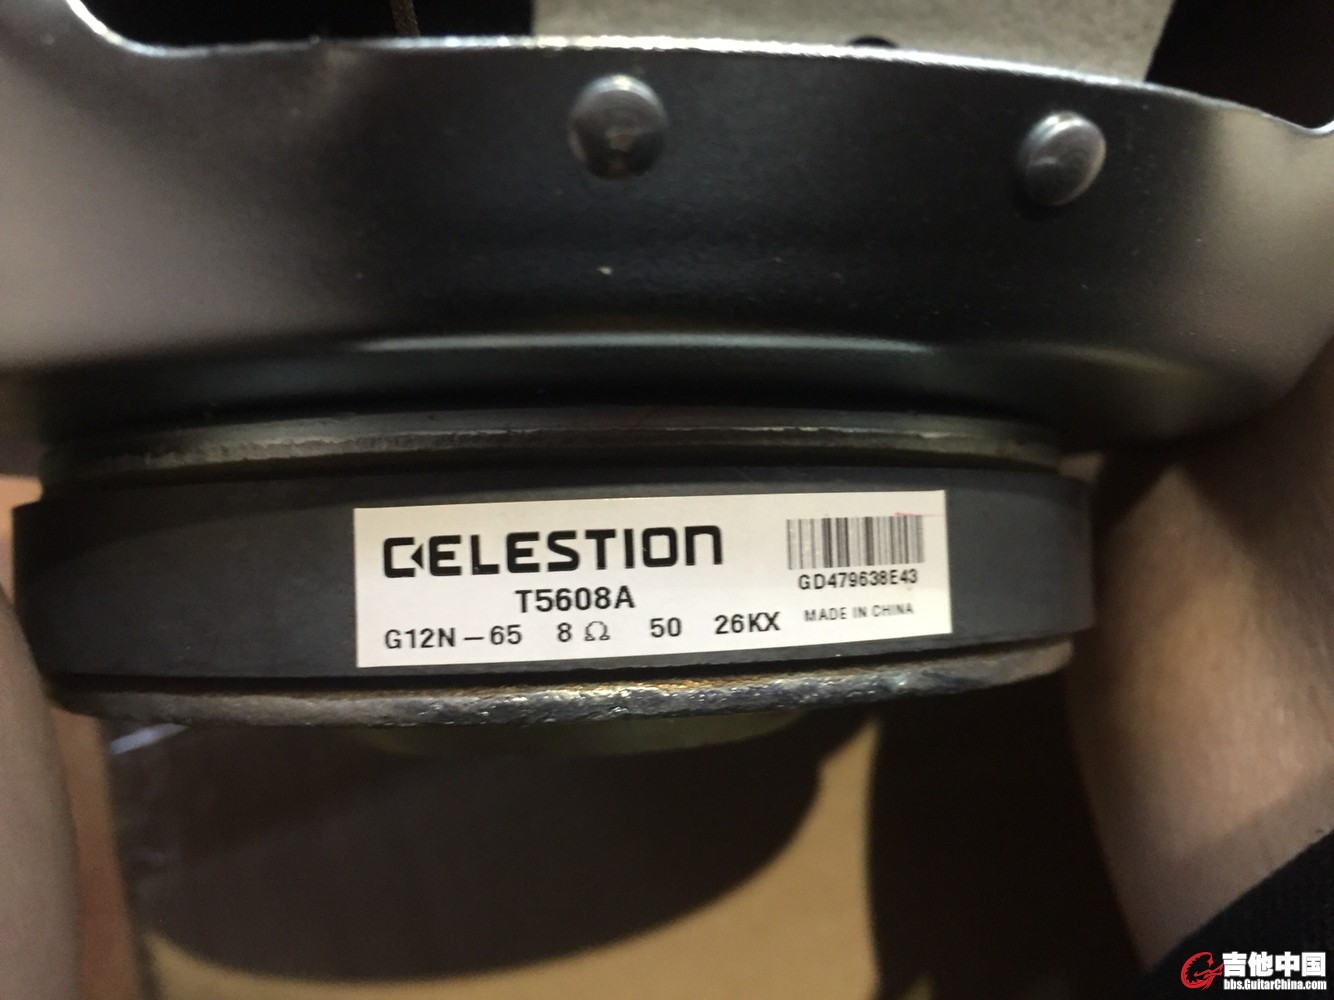 CELESTION
T5608A
G12N-65 8Ω 50 26KX
GD479638E43
MADE IN CHINA
吉他中国
bbs.GuitarChina.com